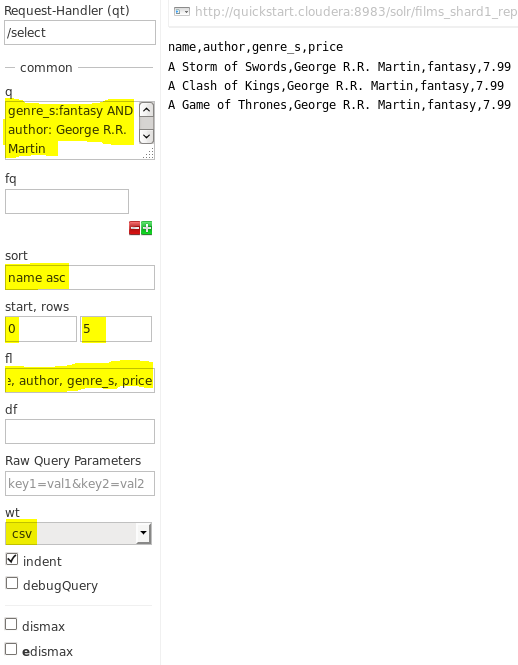 Request-Handler (qt)
/select
common
q
genre_s:fantasy AND
author: George R.R.
Martin
fq
sort
name asc
start, rows
0 5
fl
e, author, genre_s, price
df
Raw Query Parameters
key1=val1&key2=val2
wt
csv
indent
debugQuery
dismax
edismax
http://quickstart.cloudera:8983/solr/films_shard1_rep
name,author,genre_s,price
A Storm of Swords,George R.R. Martin,fantasy,7.99
A Clash of Kings,George R.R. Martin,fantasy,7.99
A Game of Thrones,George R.R. Martin,fantasy,7.99